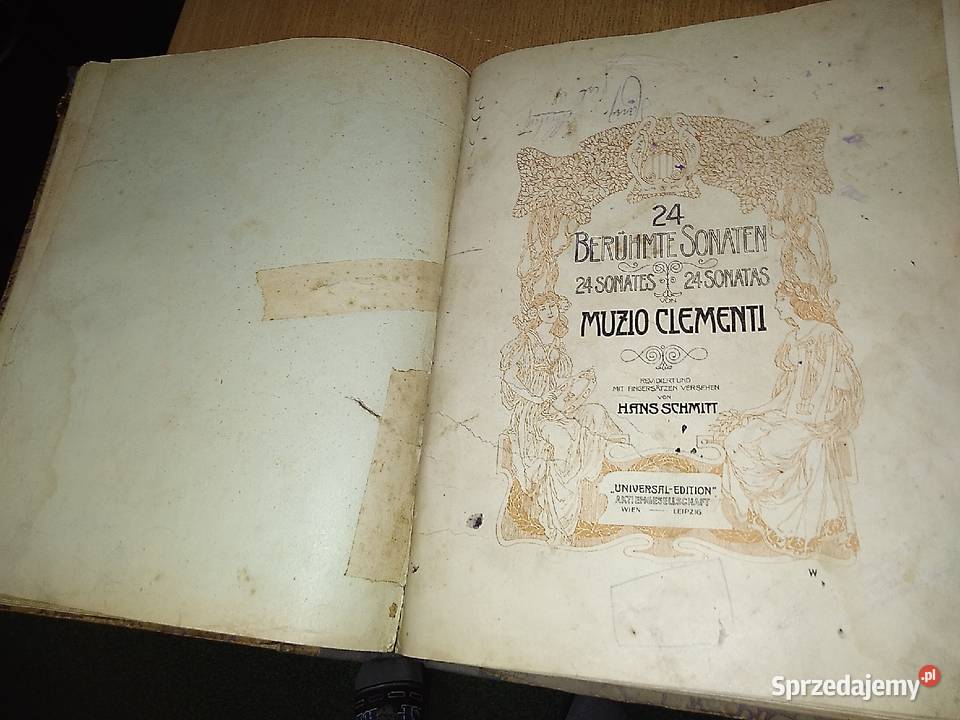 24
BERÜHMTE SONATEN
24 SONATES 24 SONATAS
VON
MUZIO CLEMENTI
REVIDIERT UND
MIT FINGERSÄTZEN VERSEHEN
VON
HANS SCHMITT
„UNIVERSAL-EDITION"
AKTIENGESELLSCHAFT
WIEN — LEIPZIG
W
Sprzedajemy.pl